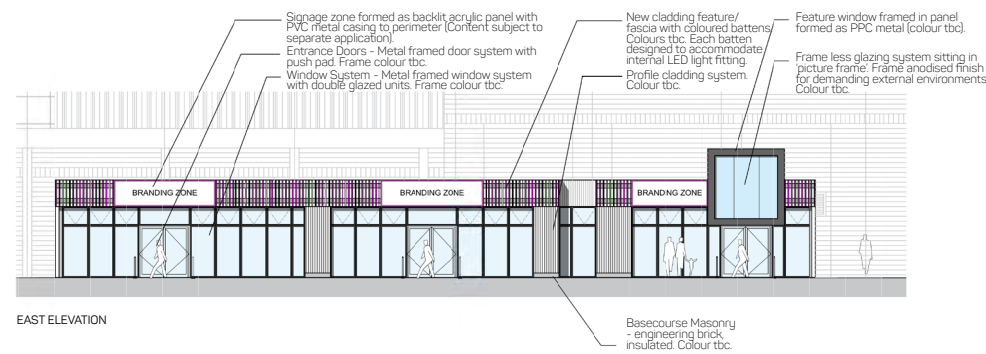 Signage zone formed as backlit acrylic panel with
PVC metal casing to perimeter (Content subject to
separate application).
Entrance Doors - Metal framed door system with
push pad. Frame colour tbc.
Window System - Metal framed window system
with double glazed units. Frame colour tbc.
New cladding feature/
fascia with coloured battens
Colours tbc. Each batten
designed to accommodate
internal LED light fitting.
Profile cladding system.
Colour tbc.
Feature window framed in panel
formed as PPC metal (colour tbc).
Frame less glazing system sitting in
'picture frame'. Frame anodised finish
for demanding external environments
Colour tbc.
BRANDING ZONE
BRANDING ZONE
BRANDING ZONE
EAST ELEVATION
Basecourse Masonry
- engineering brick,
insulated. Colour tbc.